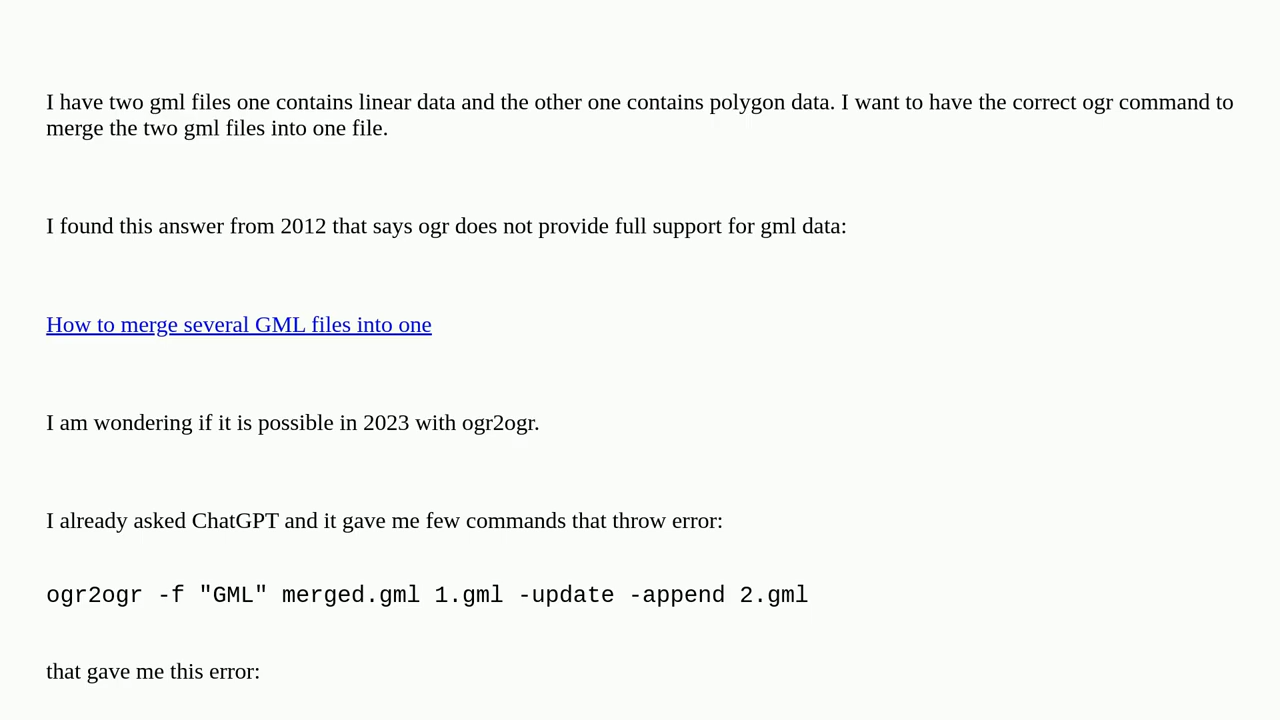 I have two gml files one contains linear data and the other one contains polygon data. I want to have the correct ogr command to
merge the two gml files into one file.
I found this answer from 2012 that says ogr does not provide full support for gml data:
How to merge several GML files into one
I am wondering if it is possible in 2023 with ogr2ogr.
I already asked ChatGPT and it gave me few commands that throw error:
ogr2ogr -f "GML" merged.gml 1.gml -update -append 2.gml
that gave me this error: